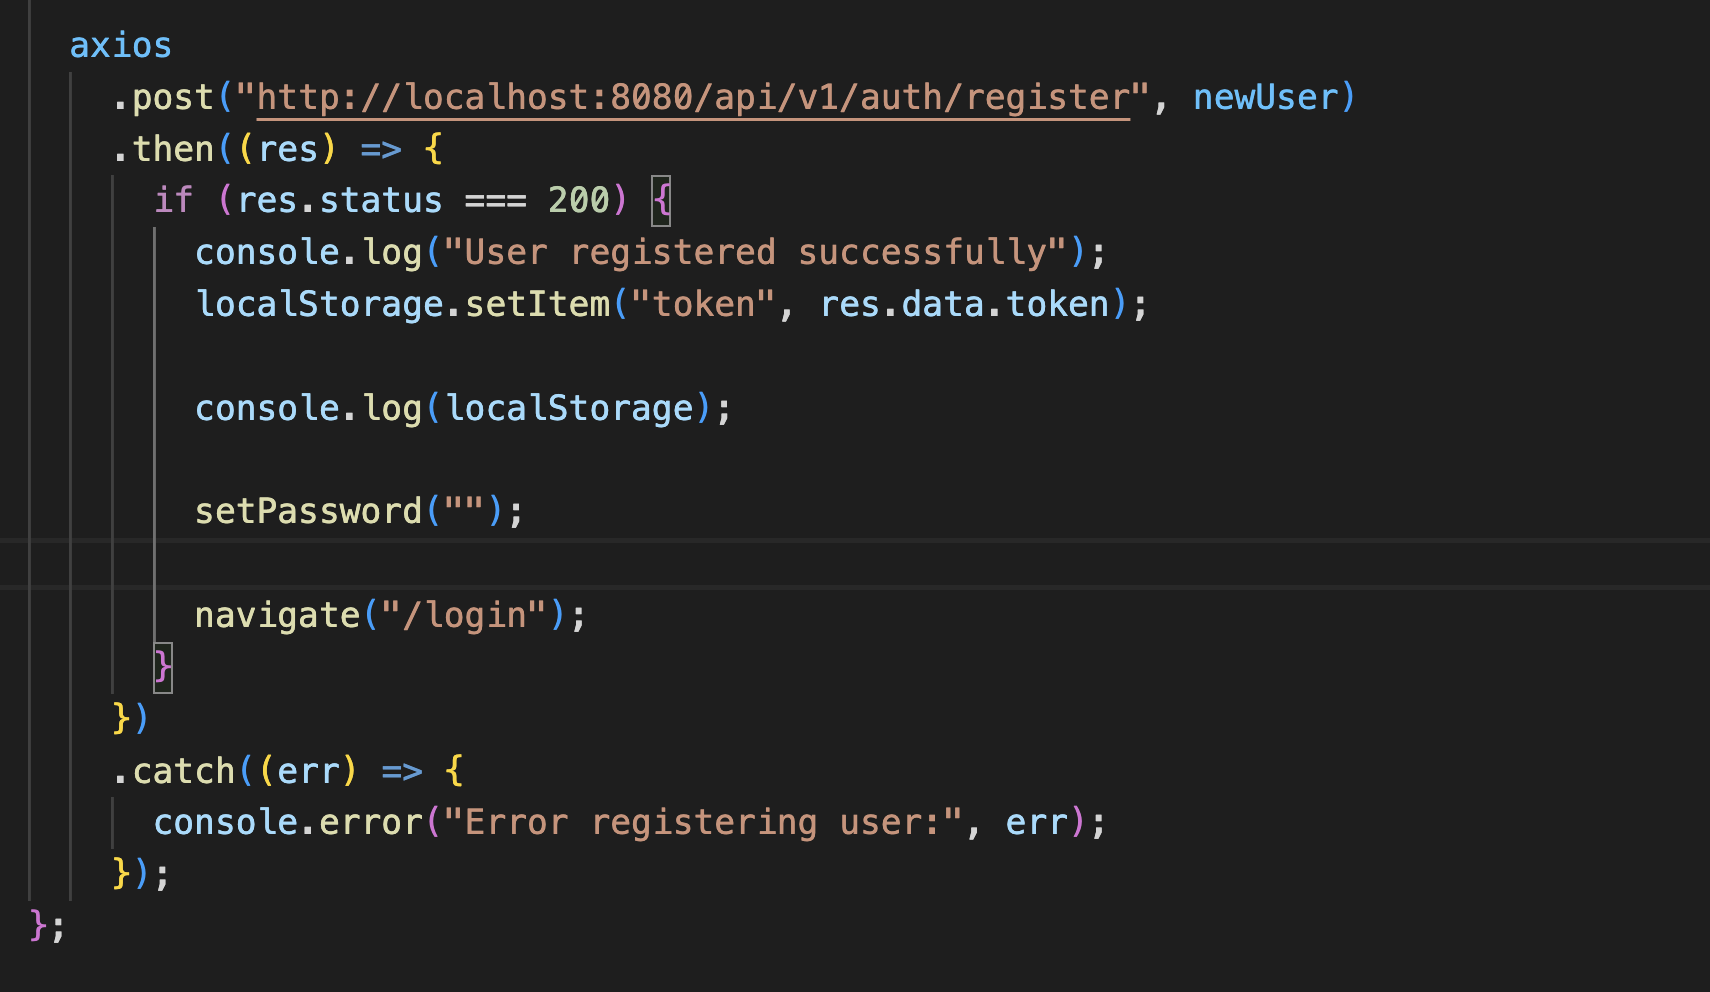 axios
.post("http://localhost:8080/api/v1/auth/register", newUser)
.then((res) => {
if (res.status === 200) {
console.log("User registered successfully");
localStorage.setItem("token", res.data.token);
console.log(localStorage);
setPassword("");
navigate("/login");
}
})
.catch((err) => {
console.error("Error registering user:", err);
});
};